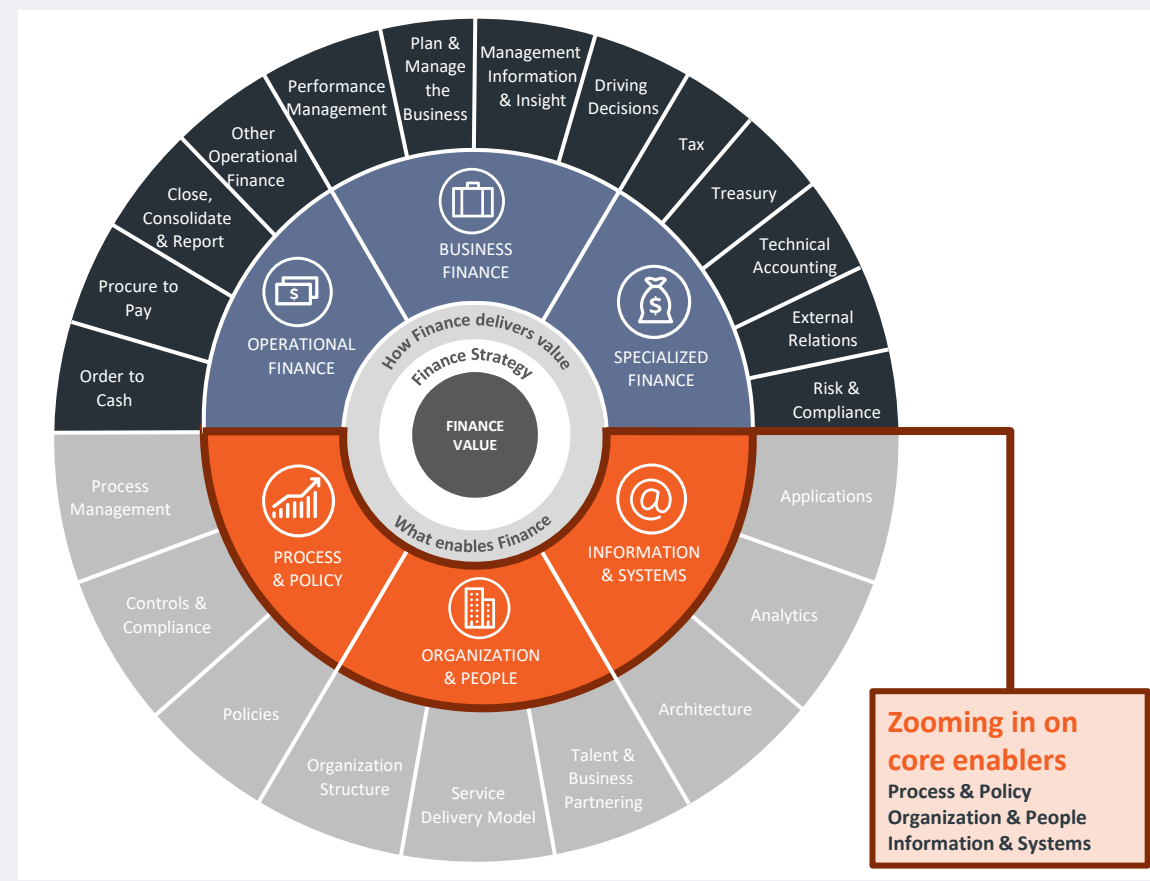 Plan &
Manage
the
Business
Management
Information
& Insight
Performance
Management
Driving
Decisions
Other
Operational
Finance
Tax
Close,
Consolidate
& Report
Treasury
Procure to
Pay
Technical
Accounting
Order to
Cash
External
Relations
Risk &
Compliance
BUSINESS
FINANCE
$
OPERATIONAL
FINANCE
$
SPECIALIZED
FINANCE
How Finance delivers value
Finance Strategy
FINANCE
VALUE
What enables Finance
PROCESS
& POLICY
@
INFORMATION
& SYSTEMS
ORGANIZATION
& PEOPLE
Process
Management
Applications
Controls &
Compliance
Analytics
Policies
Architecture
Organization
Structure
Service
Delivery Model
Talent &
Business
Partnering
Zooming in on
core enablers
Process & Policy
Organization & People
Information & Systems